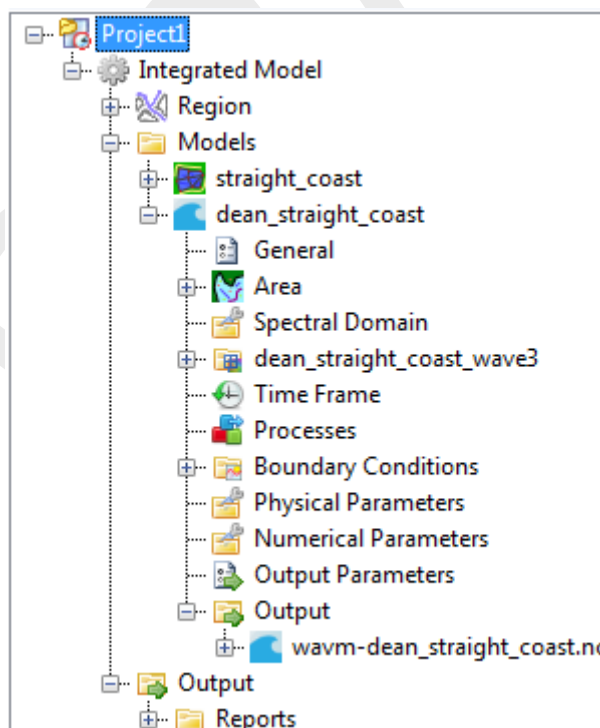 Project1
Integrated Model
Region
Models
straight_coast
dean_straight_coast
General
Area
Spectral Domain
dean_straight_coast_wave3
Time Frame
Processes
Boundary Conditions
Physical Parameters
Numerical Parameters
Output Parameters
Output
wavm-dean_straight_coast.nc
Output
Reports